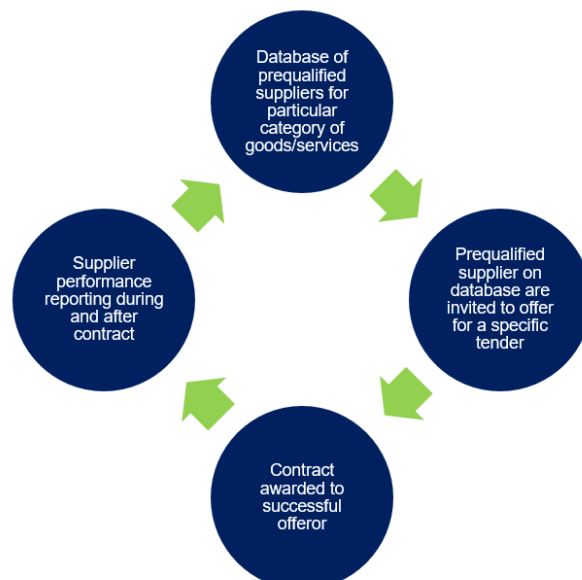 Database of
prequalified
suppliers for
particular
category of
goods/services
Prequalified
supplier on
database are
invited to offer
for a specific
tender
Contract
awarded to
successful
offeror
Supplier
performance
reporting during
and after
contract